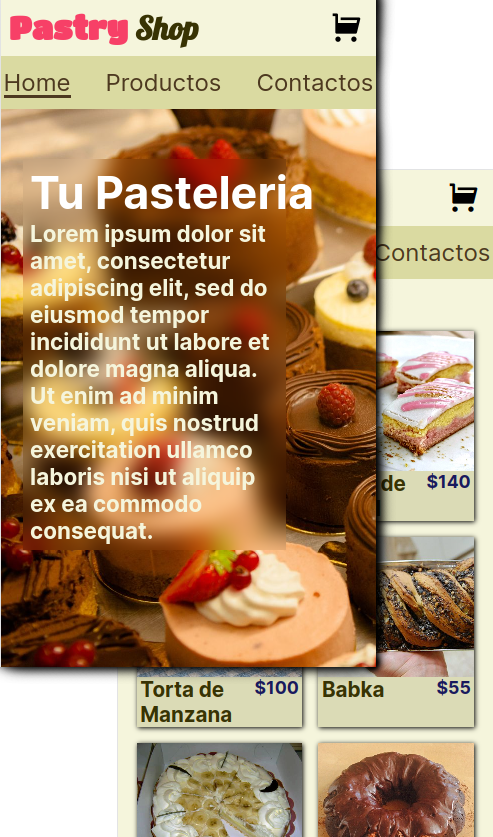 Pastry Shop
Home Productos Contactos
Tu Pasteleria
Lorem ipsum dolor sit
amet, consectetur
adipiscing elit, sed do
eiusmod tempor
incididunt ut labore et
dolore magna aliqua.
Ut enim ad minim
veniam, quis nostrud
exercitation ullamco
laboris nisi ut aliquip
ex ea commodo
consequat.
Contactos
de $140
Torta de $100
Manzana
Babka $55